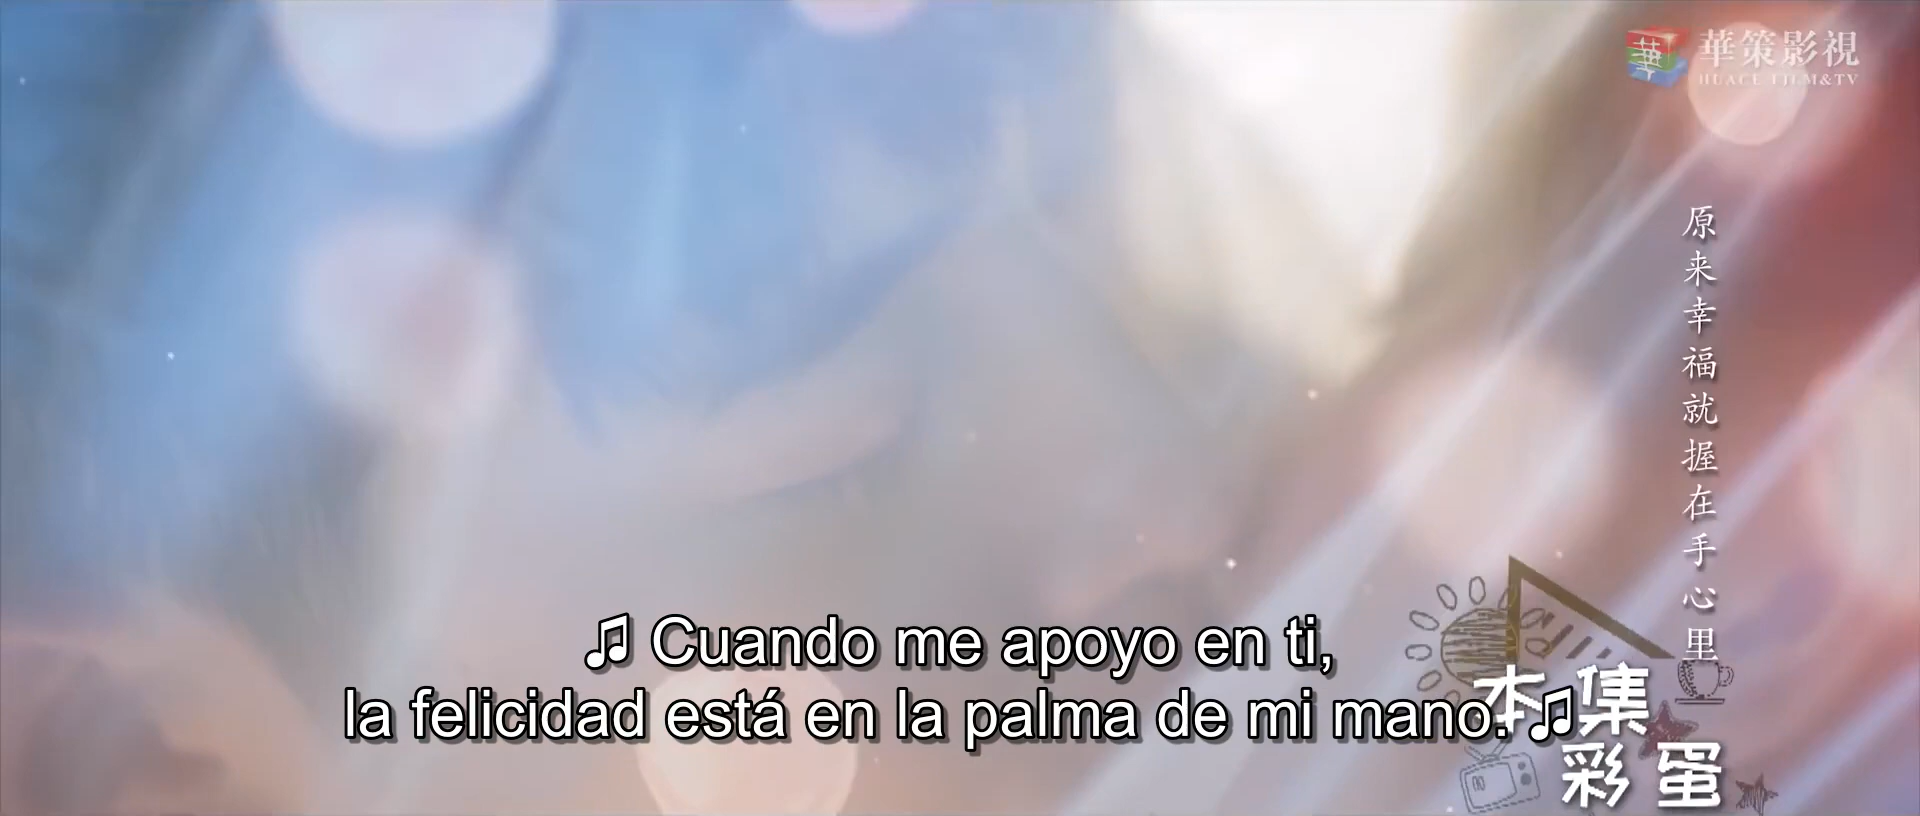 華
華策影視
HUACE FILM&TV
原来幸福就握在手心里
♫ Cuando me apoyo en ti,
la felicidad está en la palma de mi mano. ♫
本集
彩蛋